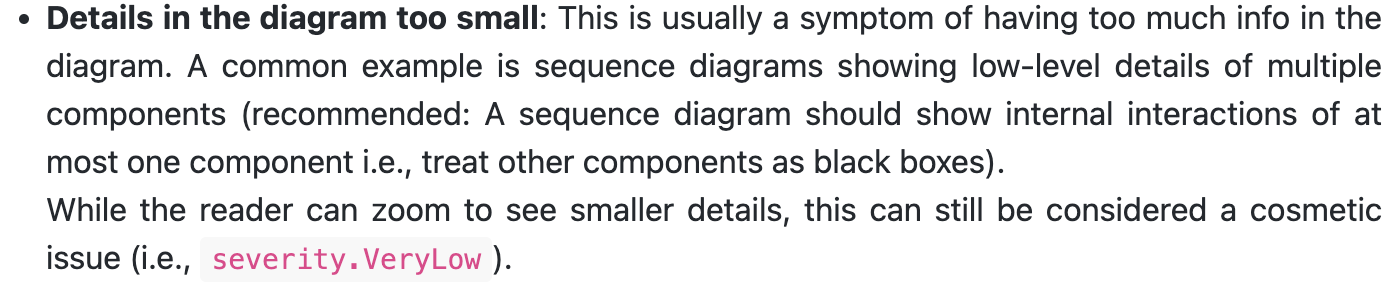 • Details in the diagram too small: This is usually a symptom of having too much info in the
diagram. A common example is sequence diagrams showing low-level details of multiple
components (recommended: A sequence diagram should show internal interactions of at
most one component i.e., treat other components as black boxes).
While the reader can zoom to see smaller details, this can still be considered a cosmetic
issue (i.e., severity.VeryLow ).